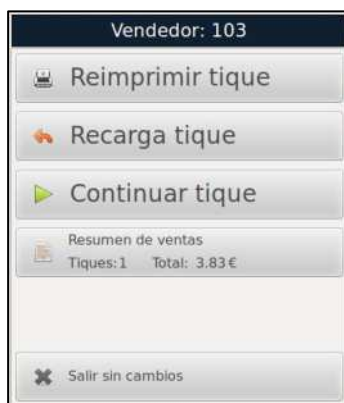 Vendedor: 103
Reimprimir tique
Recarga tique
Continuar tique
Resumen de ventas
Tiques:1 Total: 3.83€
Salir sin cambios